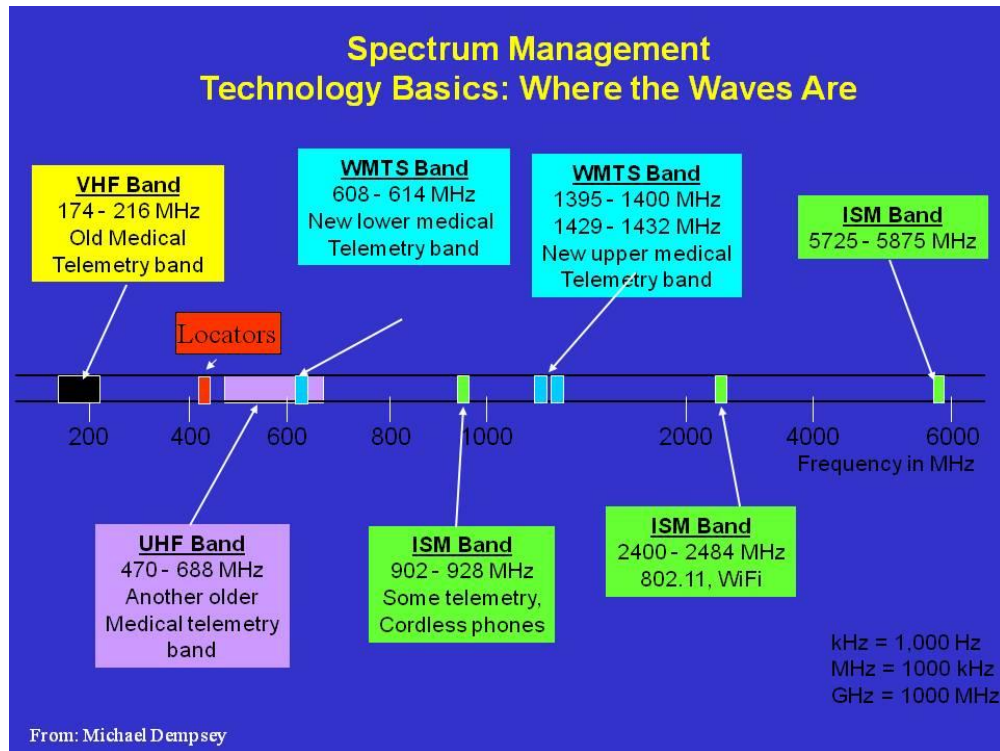 Spectrum Management
Technology Basics: Where the Waves Are
VHF Band
174 - 216 MHz
Old Medical
Telemetry band
WMTS Band
608 - 614 MHz
New lower medical
Telemetry band
WMTS Band
1395 - 1400 MHz
1429 - 1432 MHz
New upper medical
Telemetry band
ISM Band
5725 - 5875 MHz
Locators
200
400
600
800
1000
2000
4000
6000
Frequency in MHz
UHF Band
470 - 688 MHz
Another older
Medical telemetry
band
ISM Band
902 - 928 MHz
Some telemetry,
Cordless phones
ISM Band
2400 - 2484 MHz
802.11, WiFi
kHz = 1,000 Hz
MHz = 1000 kHz
GHz = 1000 MHz
From: Michael Dempsey